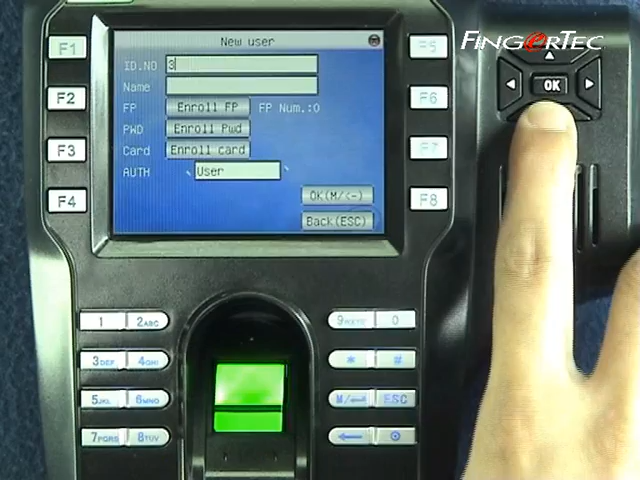 FINGERTEC
New user
ID.NO 3
Name
FP Enroll FP FP Num.:0
PWD Enroll Pwd
Card Enroll card
AUTH User
OK(M/<-)
Back(ESC)
F1
F2
F3
F4
F5
F6
F7
F8
OK
1 2ABC
3DEF 4GHI
5JKL 6MNO
7PQRS 8TUV
9WXYZ 0
* #
M/↵ ESC